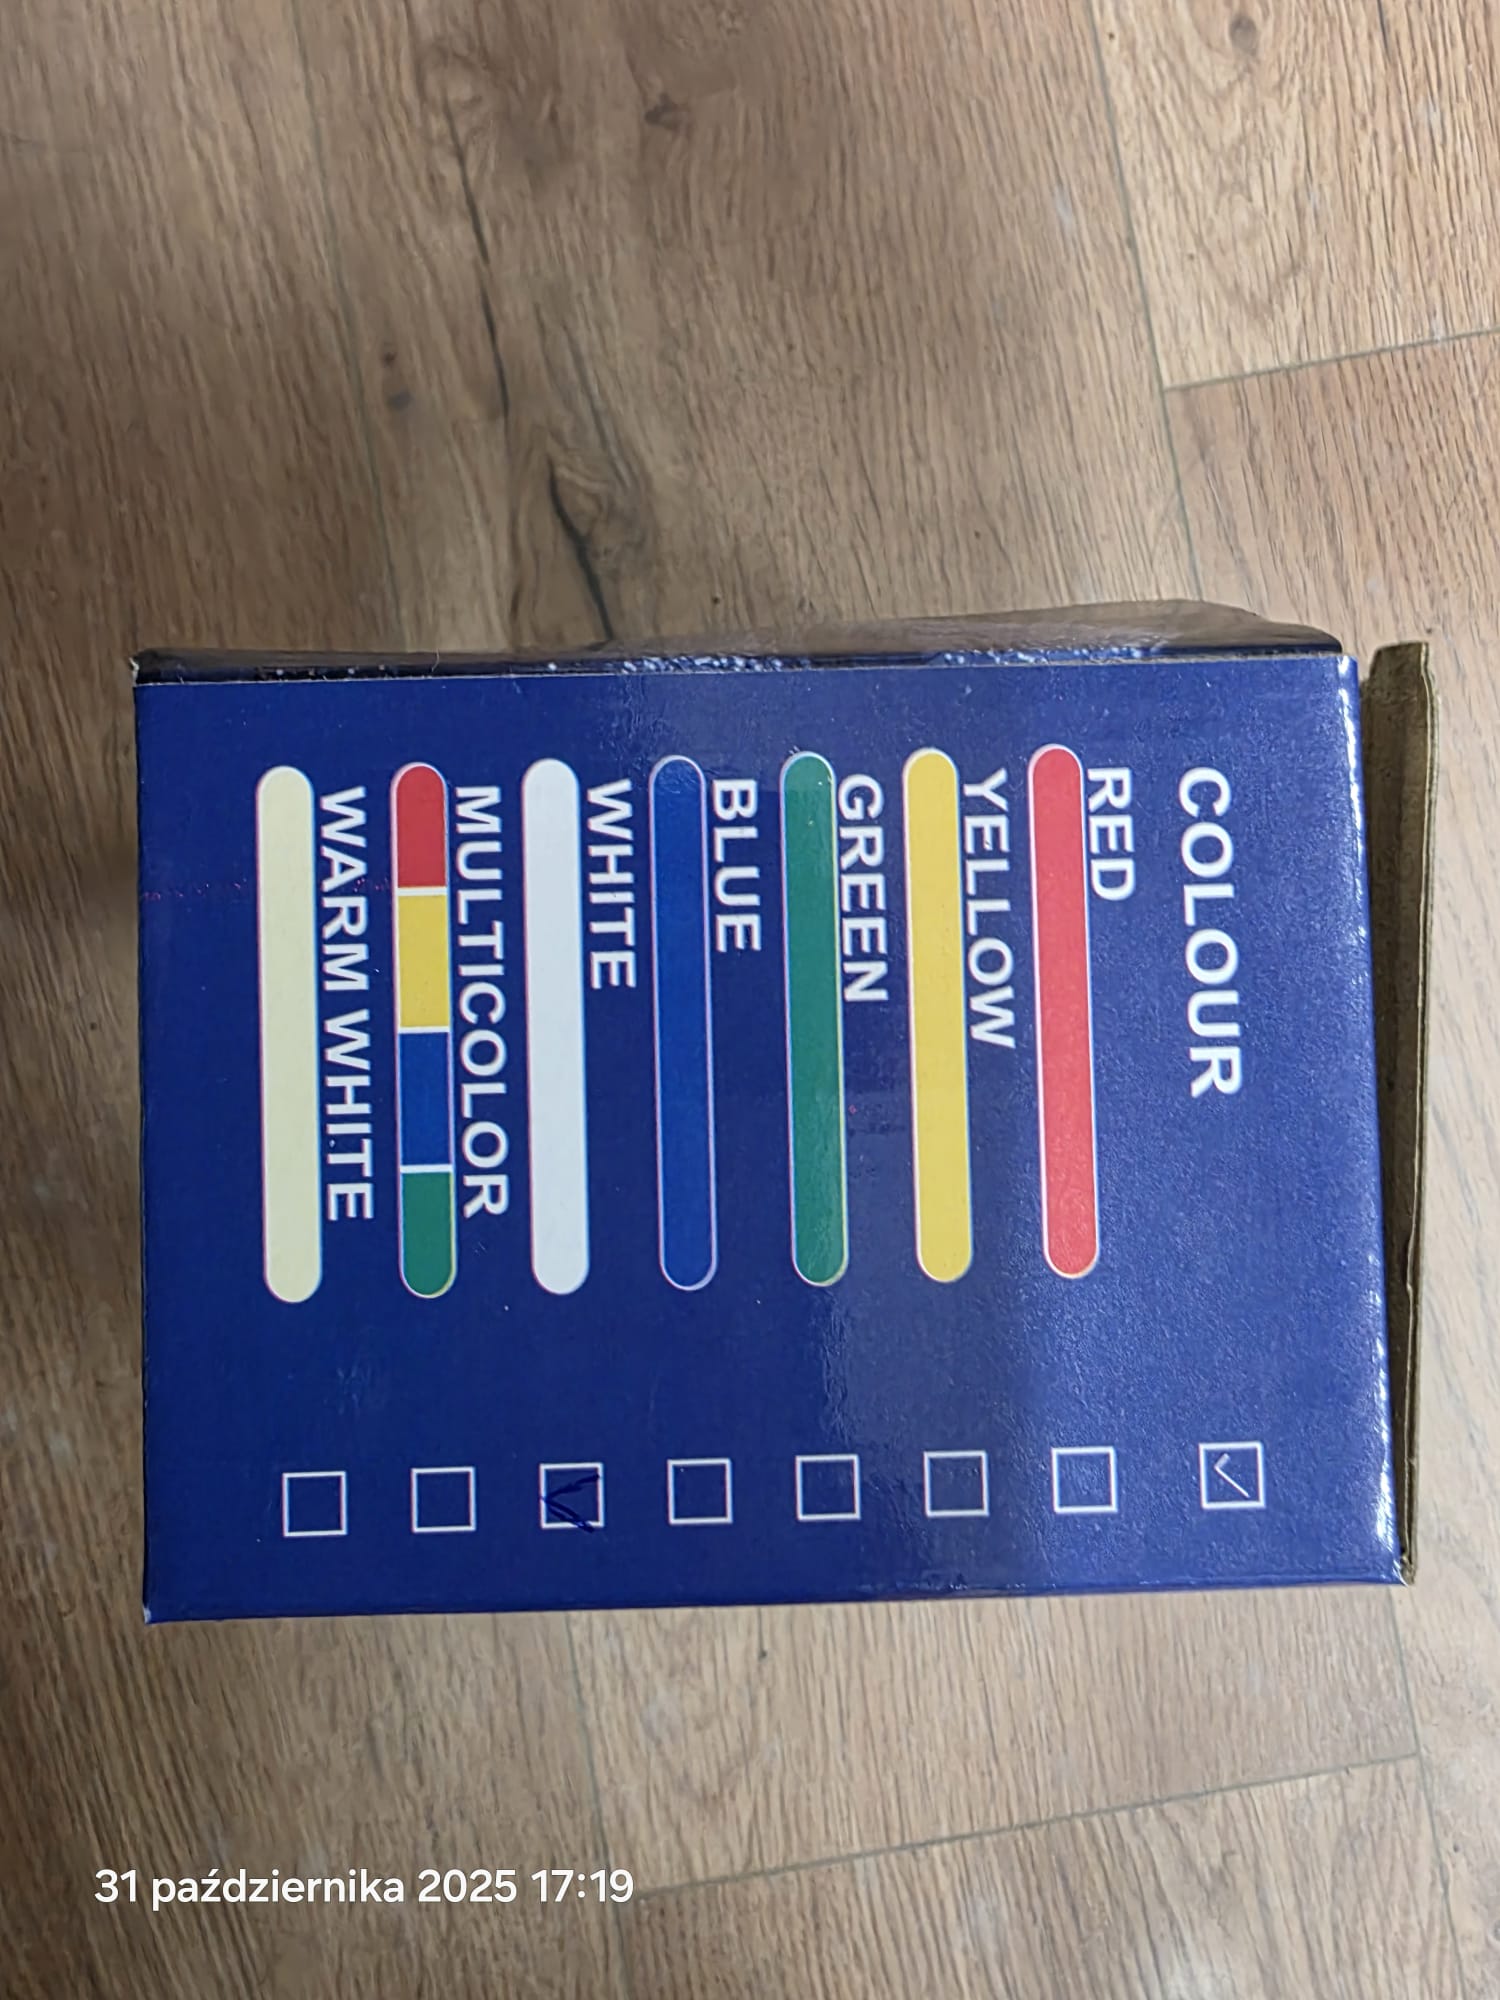 COLOUR
RED
YELLOW
GREEN
BLUE
WHITE
MULTICOLOR
WARM WHITE
31 października 2025 17:19